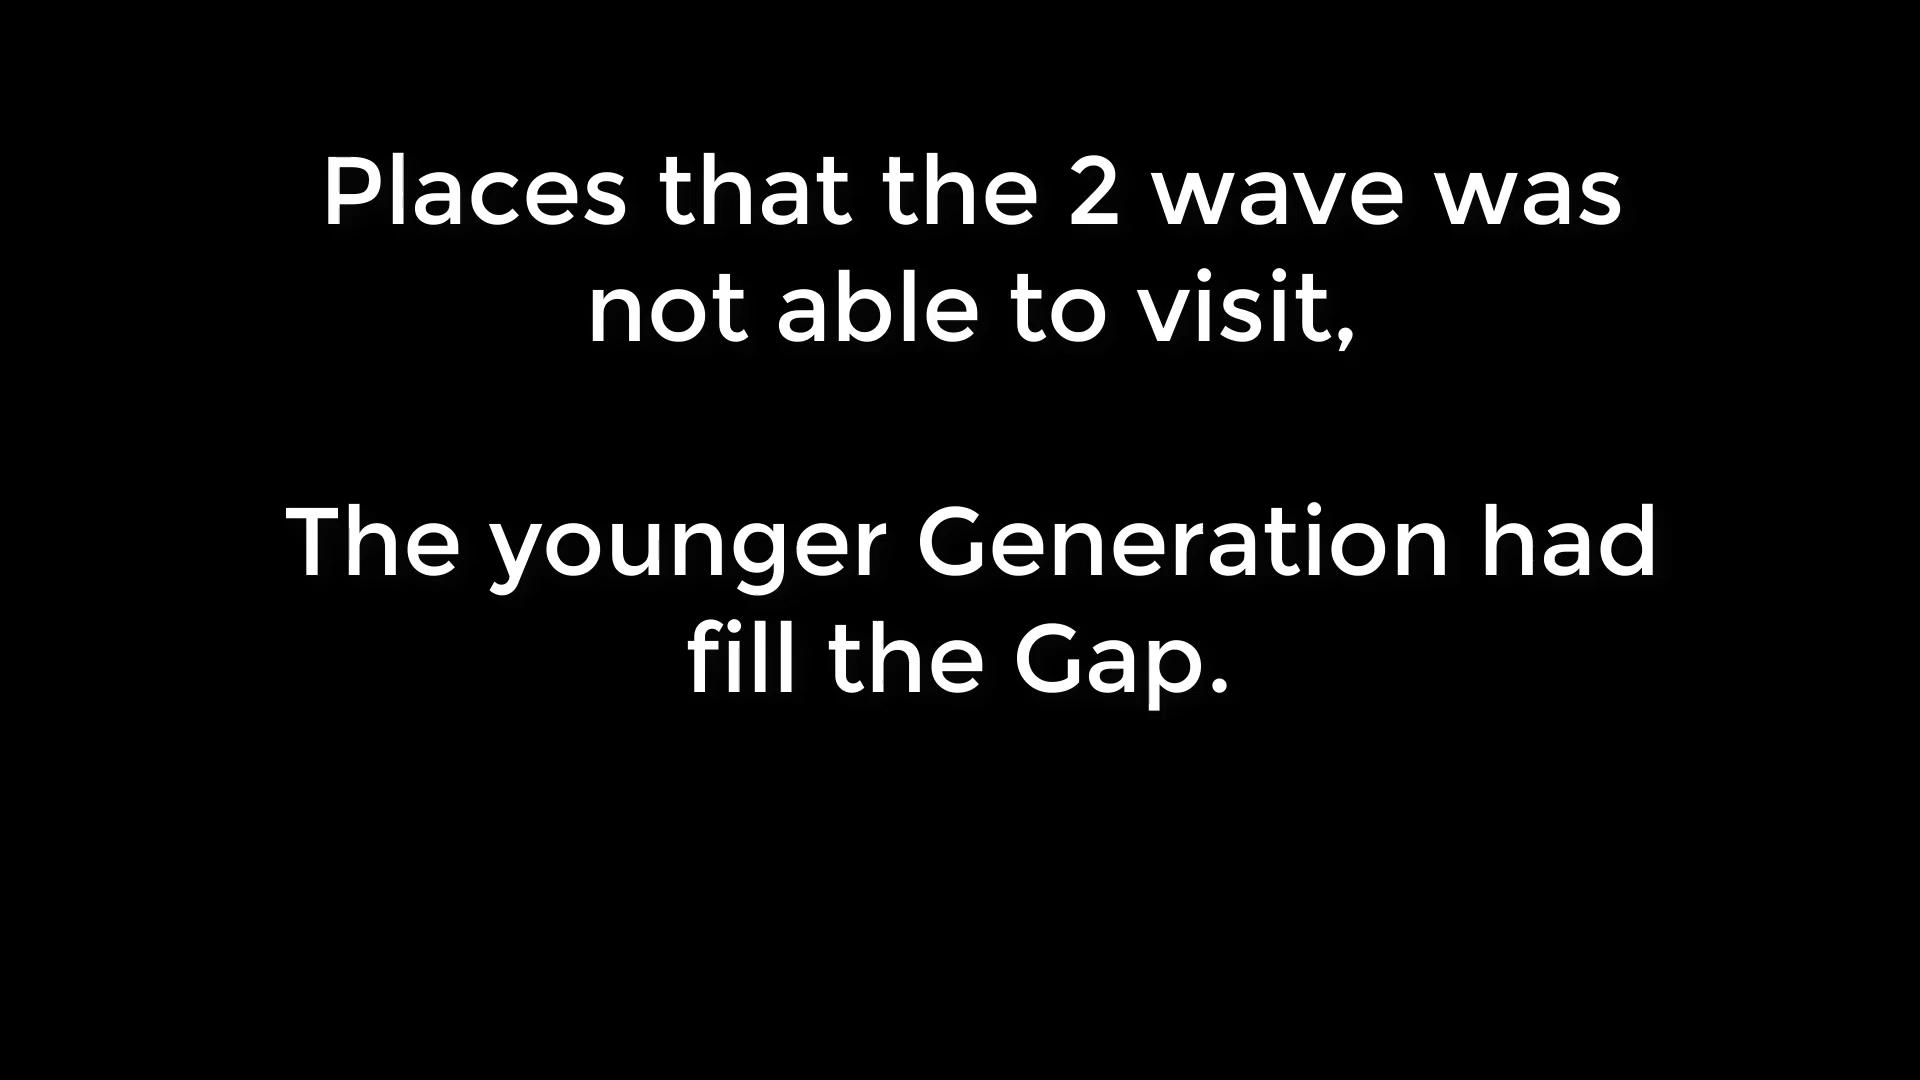 Places that the 2 wave was
not able to visit,
The younger Generation had
fill the Gap.